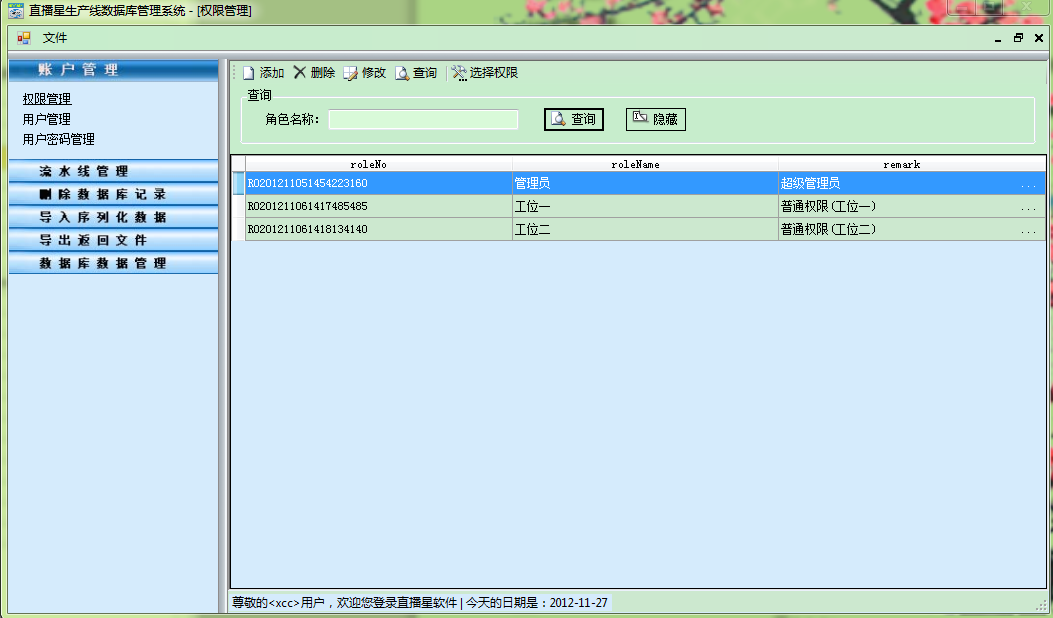 直播星生产线数据库管理系统 - [权限管理]
文件
账户管理
权限管理
用户管理
用户密码管理
流水线管理
删除数据库记录
导入序列化数据
导出返回文件
数据库数据管理
添加 删除 修改 查询 选择权限
查询
角色名称: 查询 隐藏
roleNo roleName remark
R0201211051454223160 管理员 超级管理员 ...
R0201211061417485485 工位一 普通权限(工位一) ...
R0201211061418134140 工位二 普通权限(工位二) ...
尊敬的<xcc>用户，欢迎您登录直播星软件 | 今天的日期是：2012-11-27